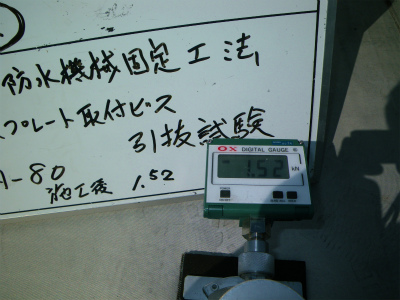 防水機械固定工法
プレート取付ビス
引抜試験
-80
施工後 1.52
OX DIGITAL GAUGE
-1.52 kN